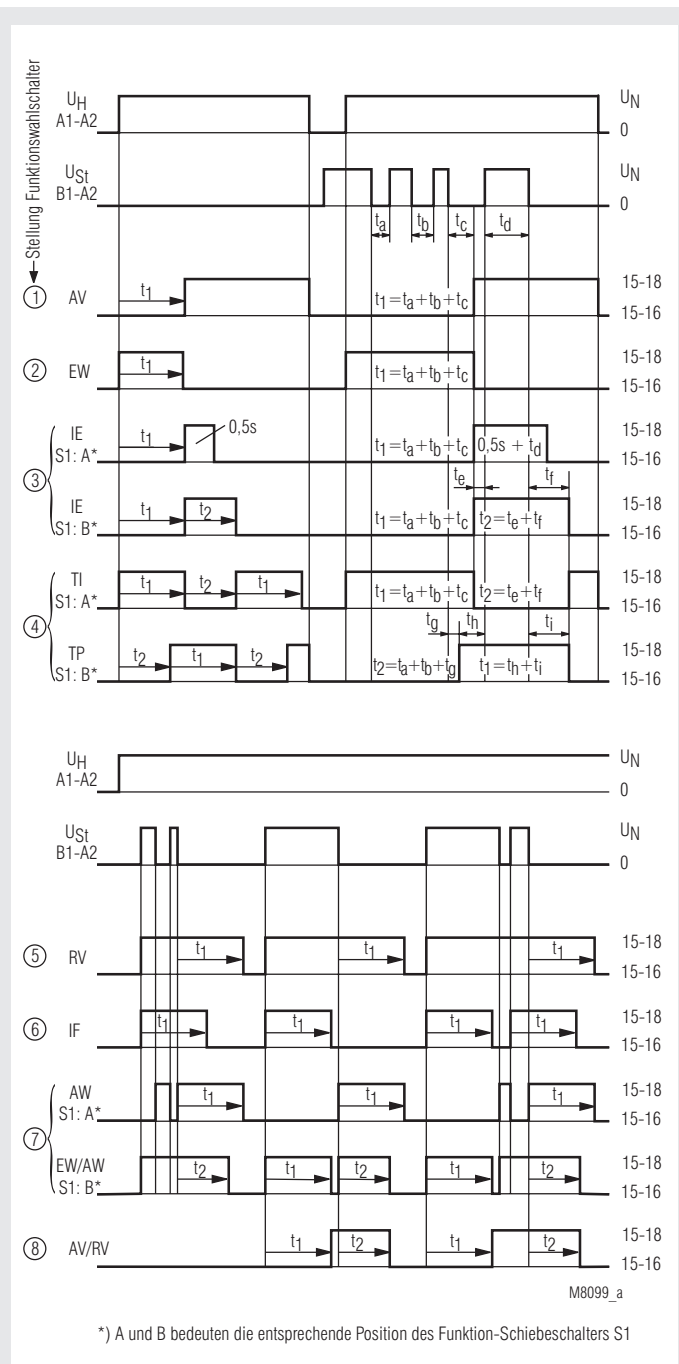 Stellung Funktionswahlschalter
UH
A1-A2
UN
0
USt
B1-A2
UN
0
ta tb tc td
1 AV t1 t1=ta+tb+tc 15-18
15-16
2 EW t1 t1=ta+tb+tc 15-18
15-16
3
IE
S1: A*
t1 0,5s t1=ta+tb+tc 0,5s + td 15-18
15-16
te tf
IE
S1: B*
t1 t2 t1=ta+tb+tc t2=te+tf 15-18
15-16
4
TI
S1: A*
t1 t2 t1 t1=ta+tb+tc t2=te+tf 15-18
15-16
tg th ti
TP
S1: B*
t2 t1 t2 t2=ta+tb+tg t1=th+ti 15-18
15-16
UH
A1-A2
UN
0
USt
B1-A2
UN
0
5 RV t1 t1 t1 15-18
15-16
6 IF t1 t1 t1 t1 15-18
15-16
7
AW
S1: A*
t1 t1 t1 15-18
15-16
EW/AW
S1: B*
t2 t1 t2 t1 t2 15-18
15-16
8 AV/RV t1 t2 t1 t2 15-18
15-16
M8099_a
*) A und B bedeuten die entsprechende Position des Funktion-Schiebeschalters S1